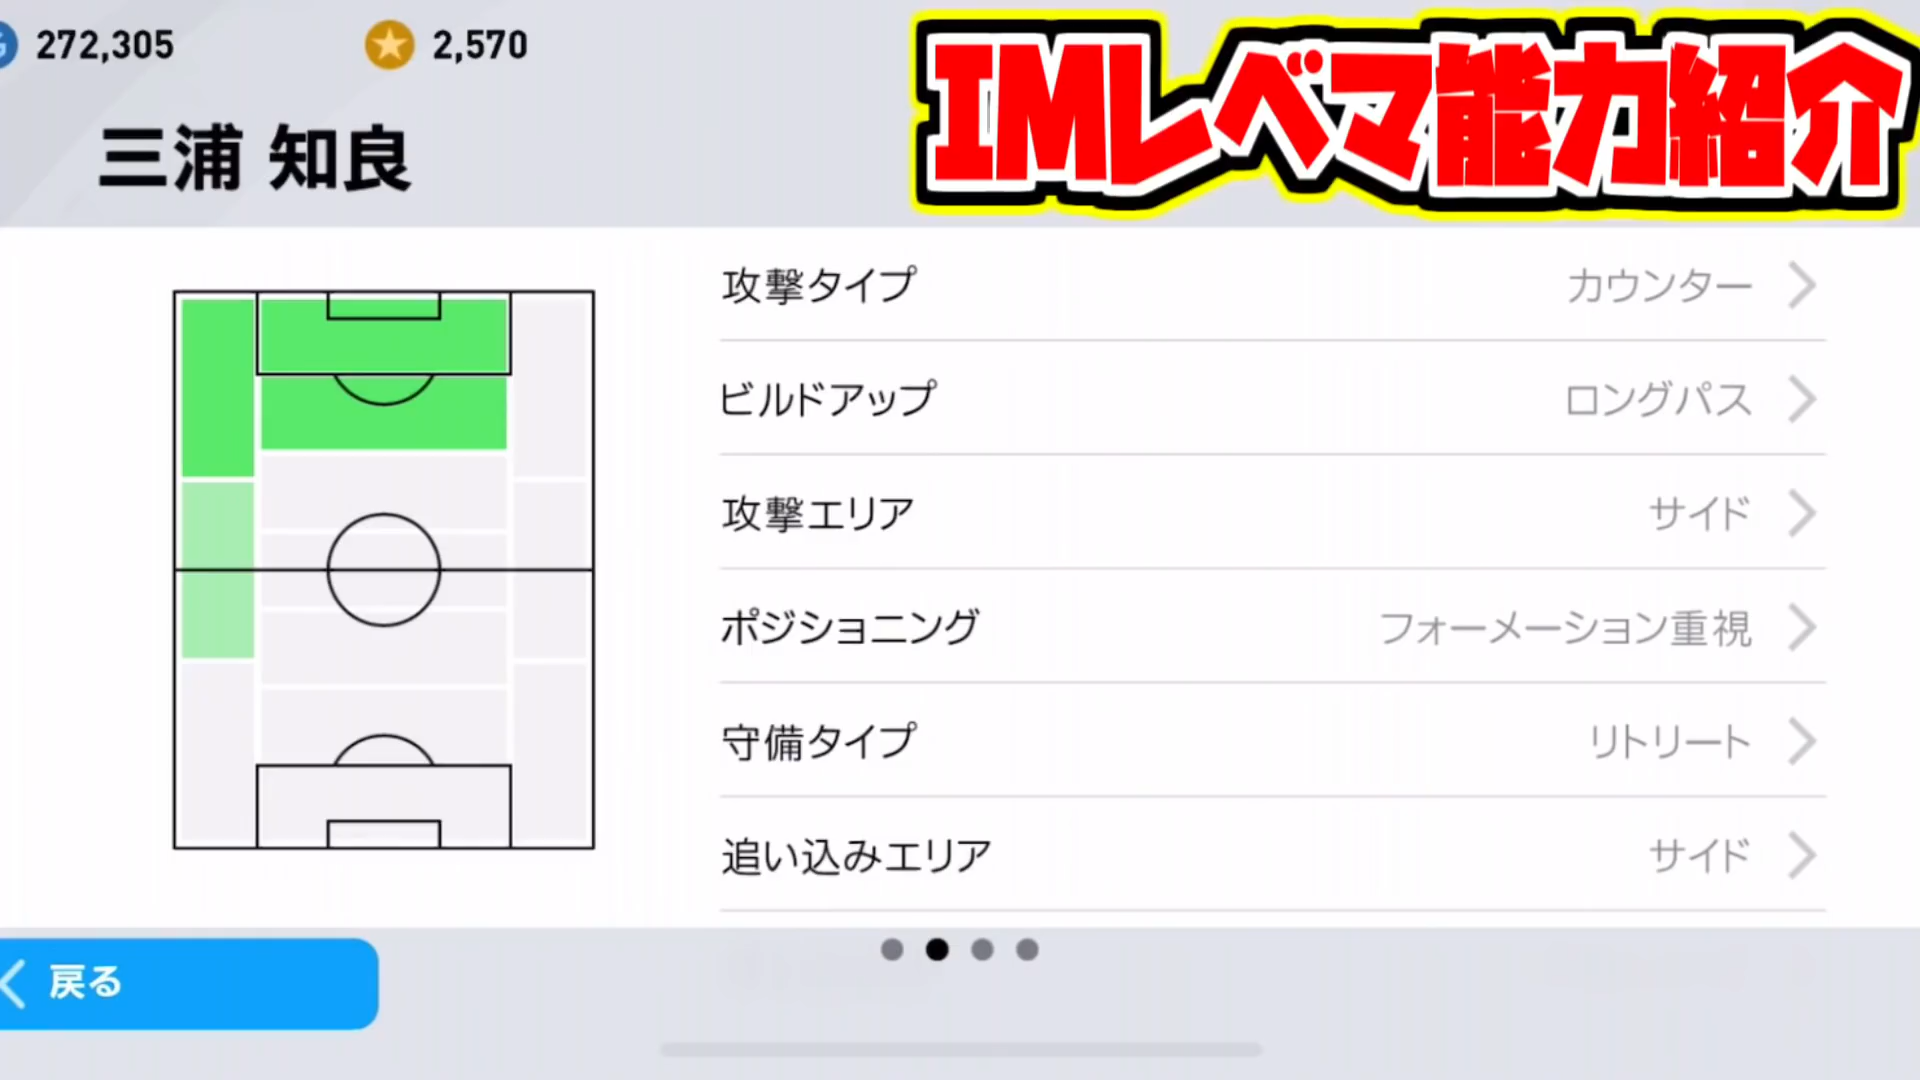 272,305
2,570
IMレベマ能力紹介
三浦 知良
攻撃タイプ カウンター
ビルドアップ ロングパス
攻撃エリア サイド
ポジショニング フォーメーション重視
守備タイプ リトリート
追い込みエリア サイド
戻る